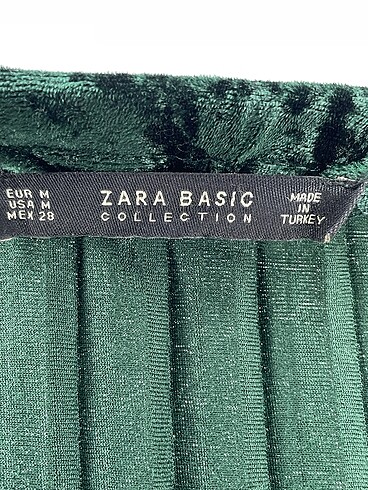 EUR M
USA M
MEX 28
ZARA BASIC
COLLECTION
MADE
IN
TURKEY